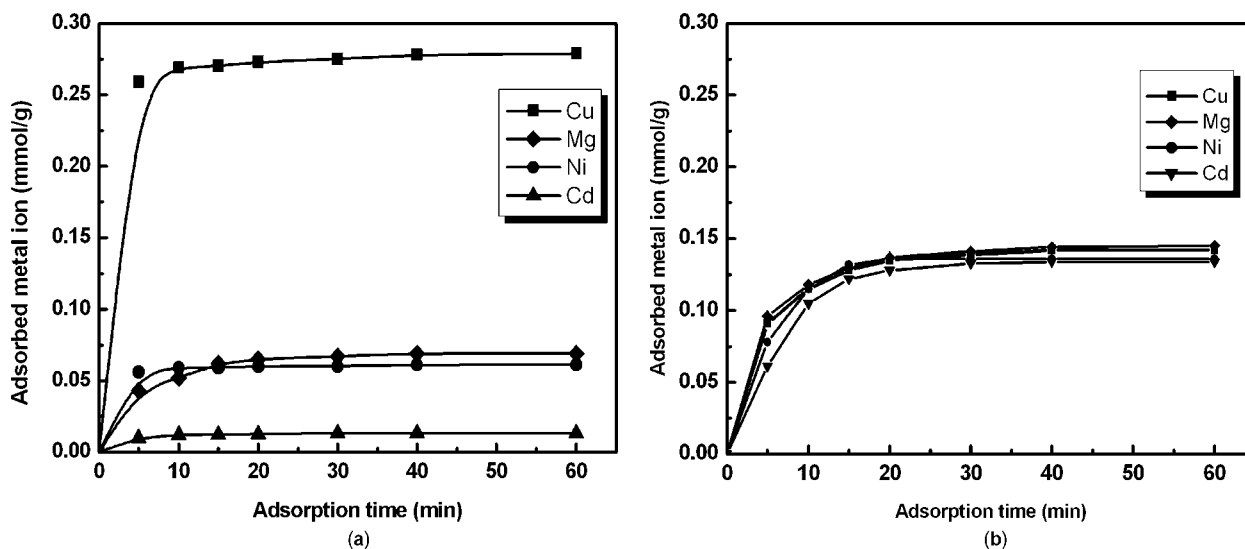 0.30
0.25
0.20
0.15
0.10
0.05
0.00
Adsorbed metal ion (mmol/g)
Cu
Mg
Ni
Cd
0 10 20 30 40 50 60
Adsorption time (min)
(a)
0.30
0.25
0.20
0.15
0.10
0.05
0.00
Adsorbed metal ion (mmol/g)
Cu
Mg
Ni
Cd
0 10 20 30 40 50 60
Adsorption time (min)
(b)